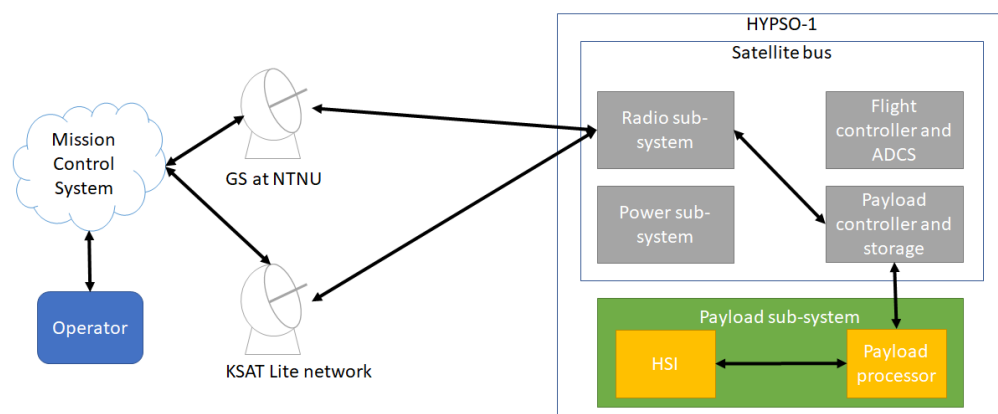 HYPSO-1
Satellite bus
Mission
Control
System
GS at NTNU
Radio sub-
system
Flight
controller and
ADCS
Power sub-
system
Payload
controller and
storage
Operator
KSAT Lite network
Payload sub-system
HSI
Payload
processor